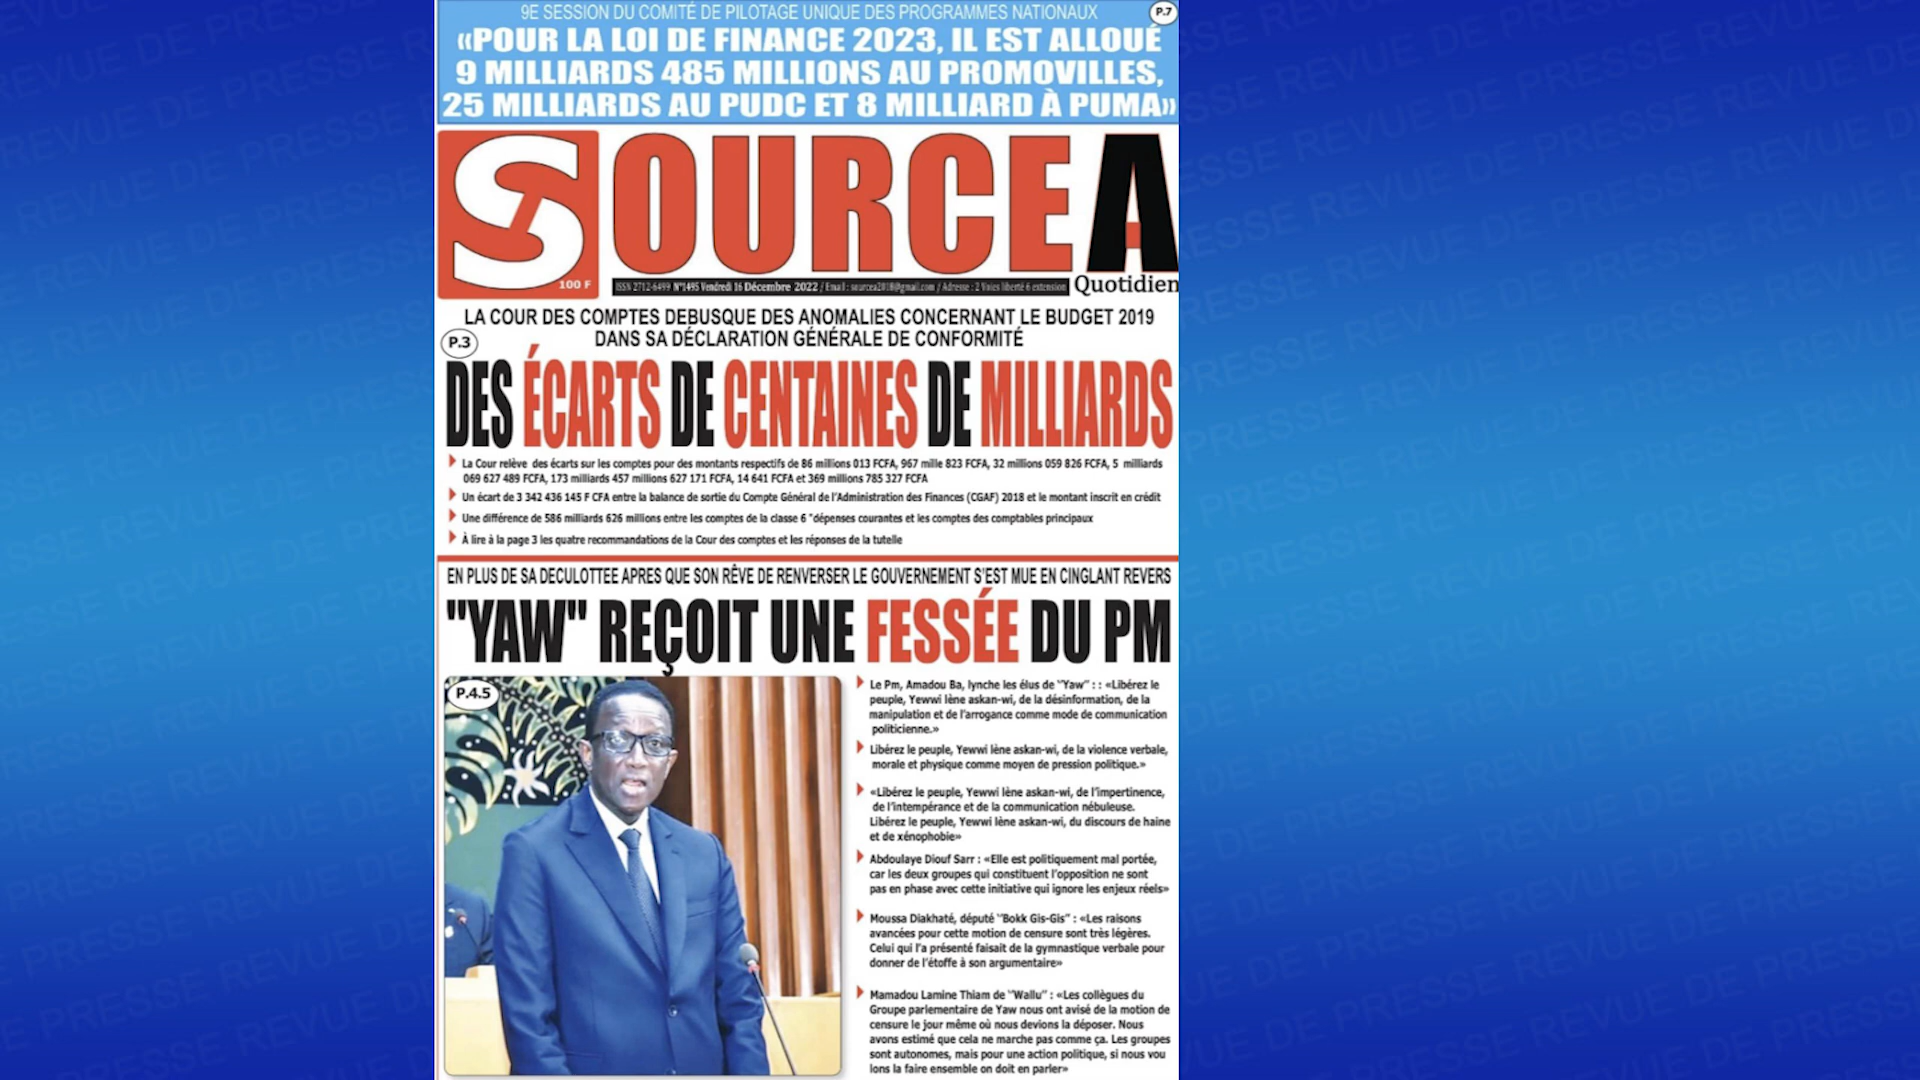 9E SESSION DU COMITÉ DE PILOTAGE UNIQUE DES PROGRAMMES NATIONAUX
P.7
«POUR LA LOI DE FINANCE 2023, IL EST ALLOUÉ
9 MILLIARDS 485 MILLIONS AU PROMOVILLES,
25 MILLIARDS AU PUDC ET 8 MILLIARD À PUMA»
SOURCE A
100 F
ISSN 2712-6499 N°1495 Vendredi 16 Décembre 2022 / Email : sourcea2018@gmail.com / Adresse : 2 Voies liberté 6 extension
Quotidien
LA COUR DES COMPTES DEBUSQUE DES ANOMALIES CONCERNANT LE BUDGET 2019
DANS SA DÉCLARATION GÉNÉRALE DE CONFORMITÉ
P.3
DES ÉCARTS DE CENTAINES DE MILLIARDS
La Cour relève des écarts sur les comptes pour des montants respectifs de 86 millions 013 FCFA, 967 mille 823 FCFA, 32 millions 059 826 FCFA, 5 milliards
069 627 489 FCFA, 173 milliards 457 millions 627 171 FCFA, 14 641 FCFA et 369 millions 785 327 FCFA
Un écart de 3 342 436 145 F CFA entre la balance de sortie du Compte Général de l'Administration des Finances (CGAF) 2018 et le montant inscrit en crédit
Une différence de 586 milliards 626 millions entre les comptes de la classe 6 "dépenses courantes et les comptes des comptables principaux
À lire à la page 3 les quatre recommandations de la Cour des comptes et les réponses de la tutelle
EN PLUS DE SA DECULOTTEE APRES QUE SON RÊVE DE RENVERSER LE GOUVERNEMENT S'EST MUE EN CINGLANT REVERS
"YAW" REÇOIT UNE FESSÉE DU PM
P.4.5
Le Pm, Amadou Ba, lynche les élus de "Yaw" : : «Libérez le
peuple, Yewwi lène askan-wi, de la désinformation, de la
manipulation et de l'arrogance comme mode de communication
politicienne.»
Libérez le peuple, Yewwi lène askan-wi, de la violence verbale,
morale et physique comme moyen de pression politique.»
«Libérez le peuple, Yewwi lène askan-wi, de l'impertinence,
de l'intempérance et de la communication nébuleuse.
Libérez le peuple, Yewwi lène askan-wi, du discours de haine
et de xénophobie»
Abdoulaye Diouf Sarr : «Elle est politiquement mal portée,
car les deux groupes qui constituent l'opposition ne sont
pas en phase avec cette initiative qui ignore les enjeux réels»
Moussa Diakhaté, député "Bokk Gis-Gis" : «Les raisons
avancées pour cette motion de censure sont très légères.
Celui qui l'a présenté faisait de la gymnastique verbale pour
donner de l'étoffe à son argumentaire»
Mamadou Lamine Thiam de "Wallu" : «Les collègues du
Groupe parlementaire de Yaw nous ont avisé de la motion de
censure le jour même où nous devions la déposer. Nous
avons estimé que cela ne marche pas comme ça. Les groupes
sont autonomes, mais pour une action politique, si nous vou
lons la faire ensemble on doit en parler»
REVUE DE PRESSE